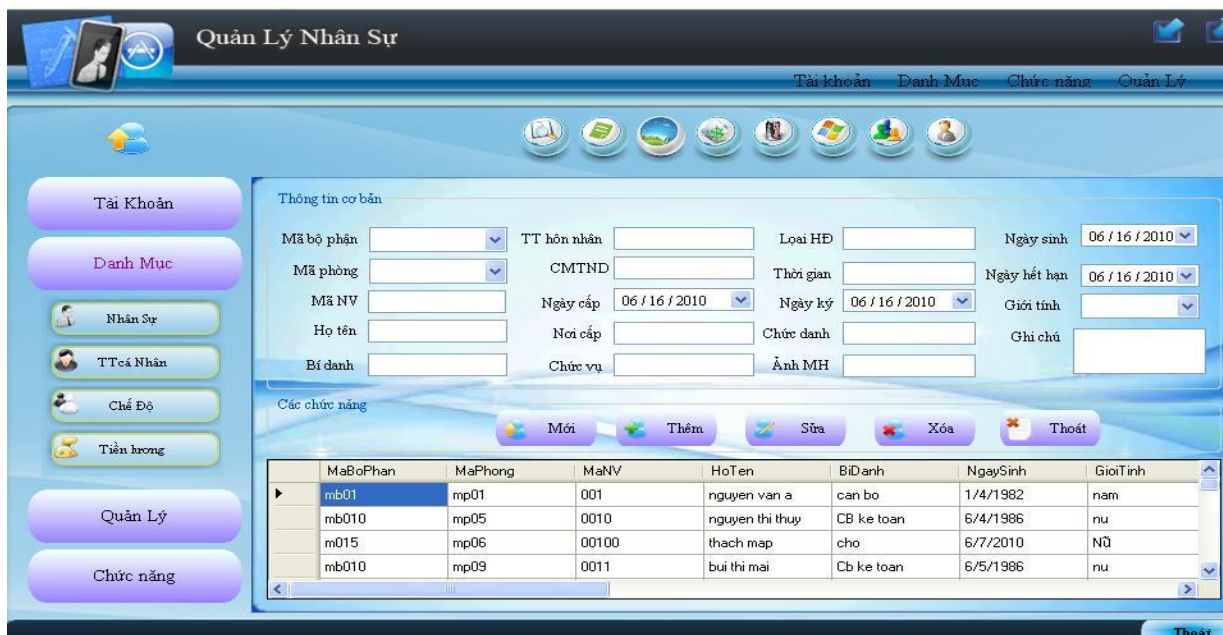 Quản Lý Nhân Sự
Tài khoản Danh Mục Chức năng Quản Lý
Tài Khoản
Danh Mục
Nhân Sự
TTcá Nhân
Chế Độ
Tiền lương
Quản Lý
Chức năng
Thông tin cơ bản
Mã bộ phận TT hôn nhân Loại HĐ Ngày sinh 06 / 16 / 2010
Mã phòng CMTND Thời gian Ngày hết hạn 06 / 16 / 2010
Mã NV Ngày cấp 06 / 16 / 2010 Ngày ký 06 / 16 / 2010 Giới tính
Họ tên Nơi cấp Chức danh Ghi chú
Bí danh Chức vụ Ảnh MH
Các chức năng
Mới Thêm Sửa Xóa Thoát
MaBoPhan MaPhong MaNV HoTen BiDanh NgaySinh GioiTinh
mb01 mp01 001 nguyen van a can bo 1/4/1982 nam
mb010 mp05 0010 nguyen thi thuy CB ke toan 6/4/1986 nu
m015 mp06 00100 thach map cho 6/7/2010 Nữ
mb010 mp09 0011 bui thi mai Cb ke toan 6/5/1986 nu
Thoát